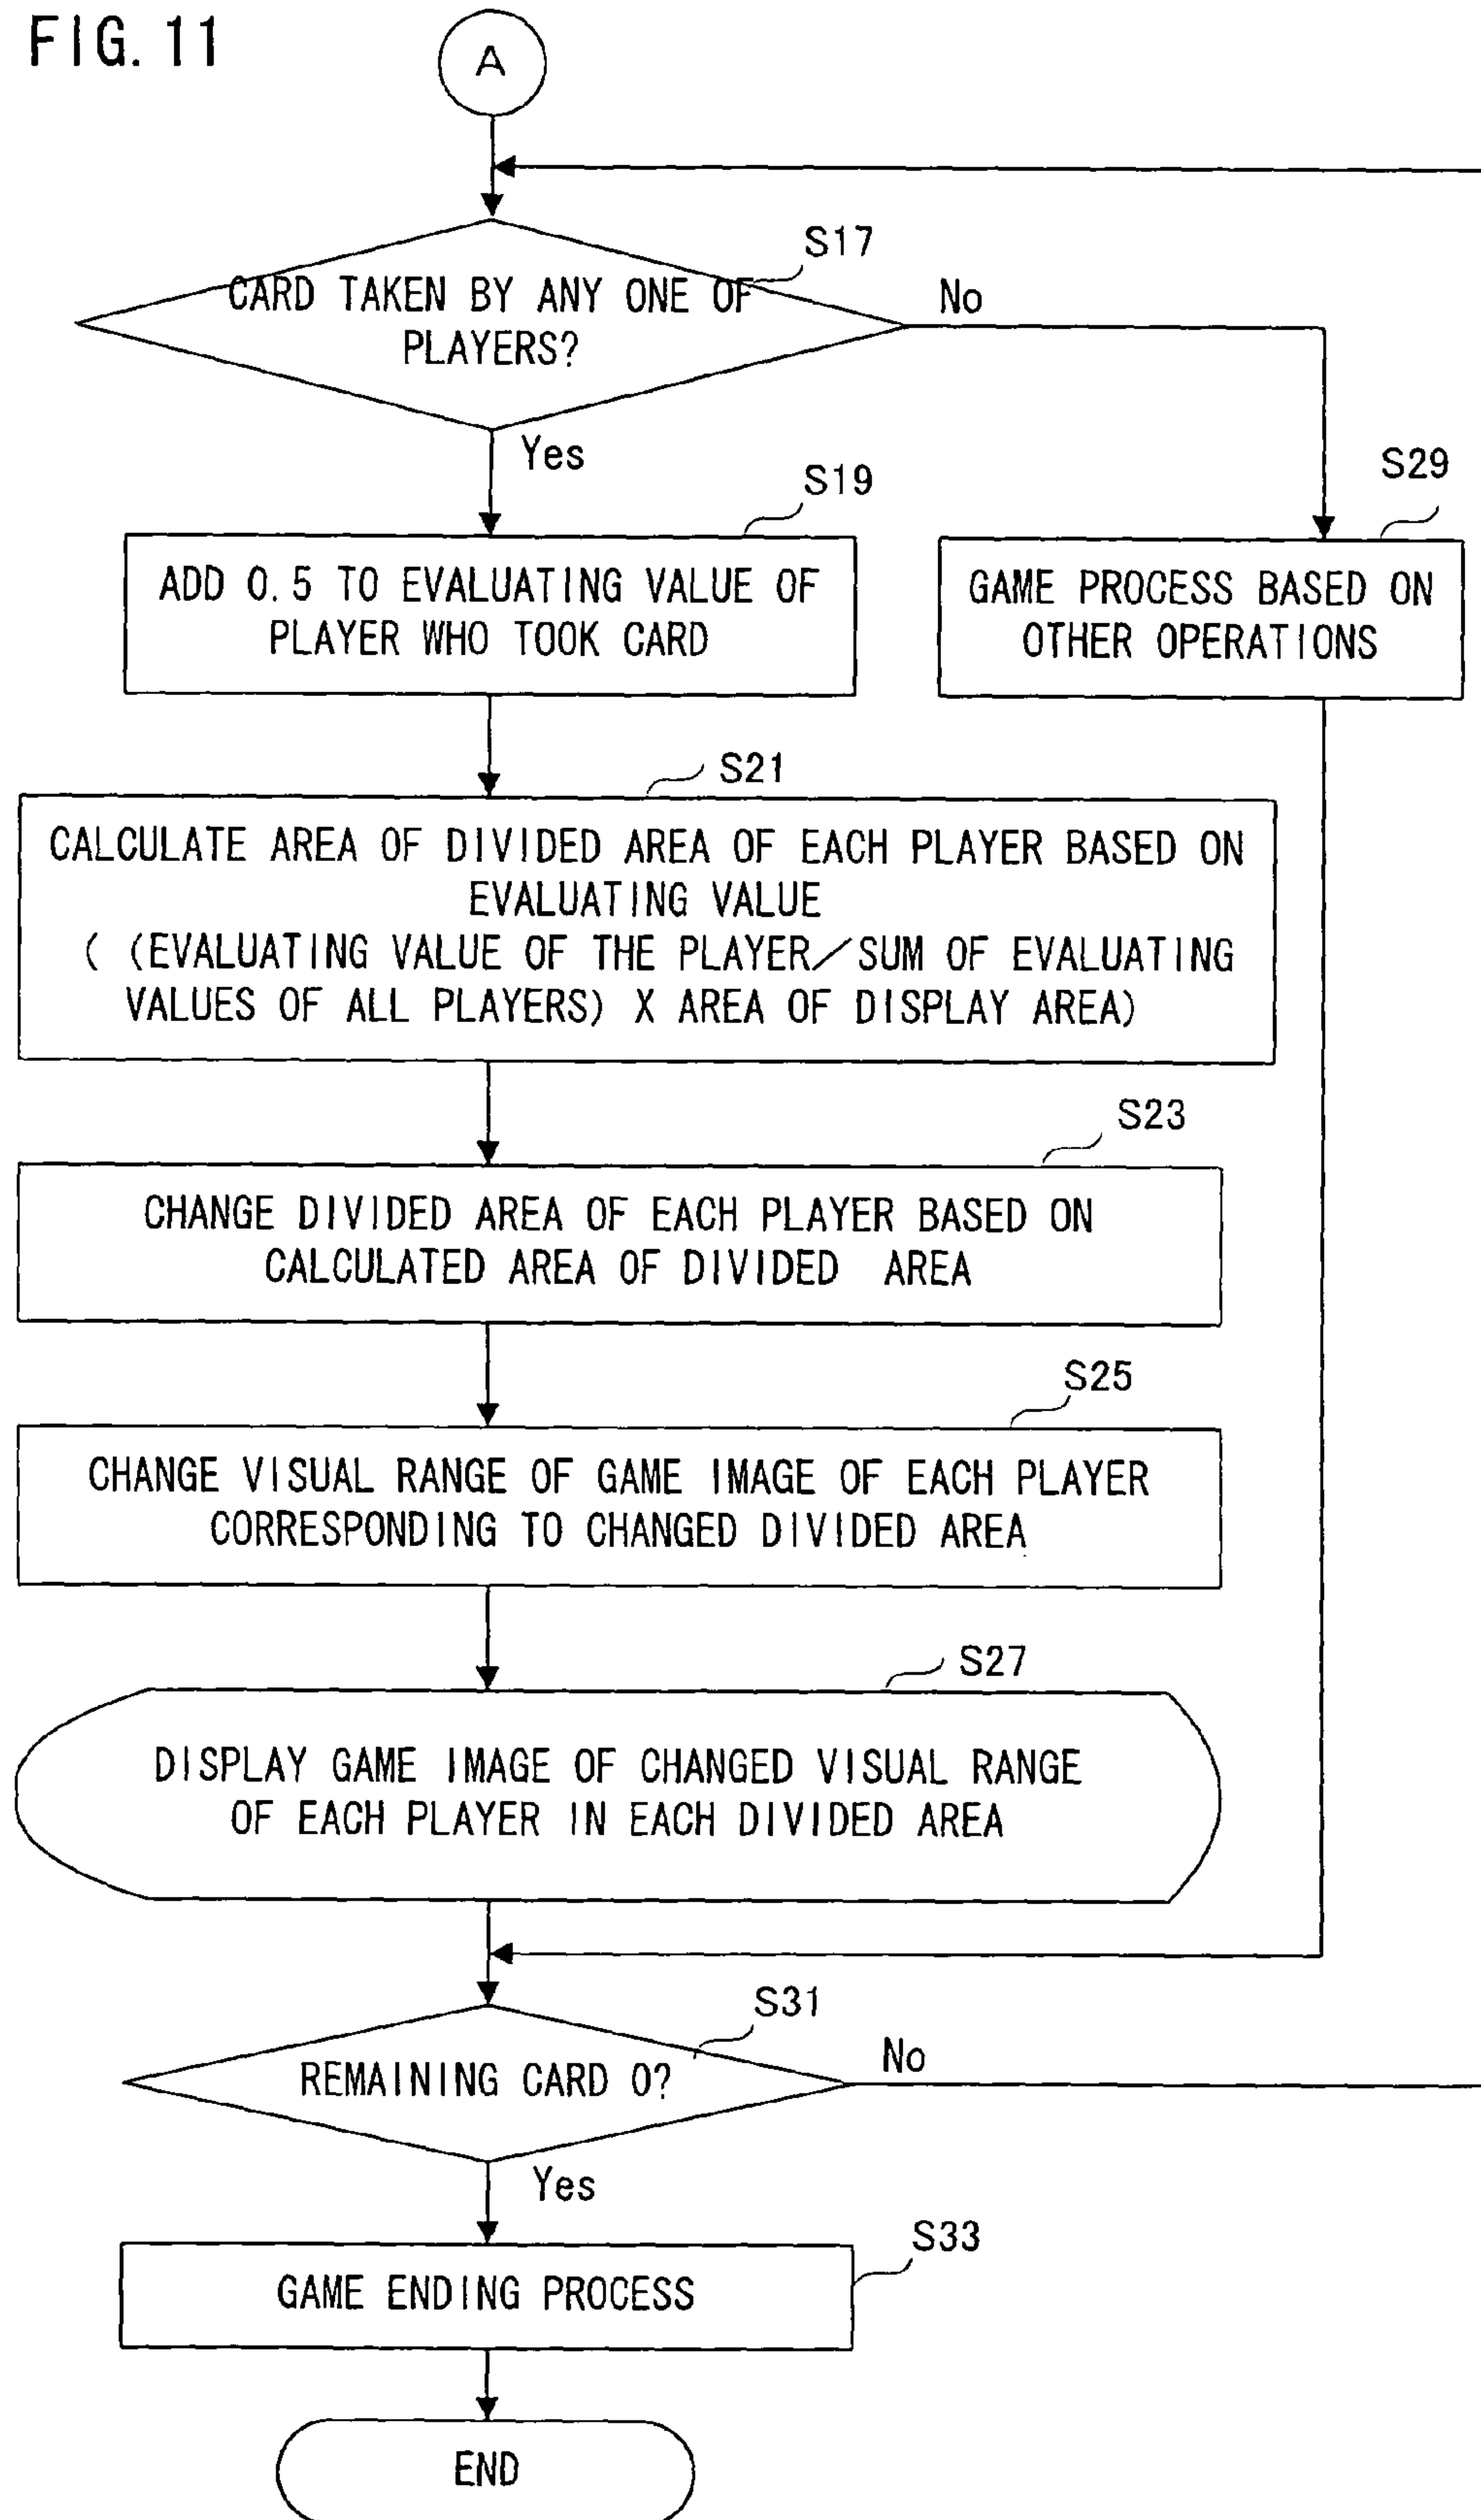 FIG. 11
A
S17
CARD TAKEN BY ANY ONE OF
PLAYERS?
No
Yes
S19
ADD 0.5 TO EVALUATING VALUE OF
PLAYER WHO TOOK CARD
S29
GAME PROCESS BASED ON
OTHER OPERATIONS
S21
CALCULATE AREA OF DIVIDED AREA OF EACH PLAYER BASED ON
EVALUATING VALUE
( (EVALUATING VALUE OF THE PLAYER/SUM OF EVALUATING
VALUES OF ALL PLAYERS) X AREA OF DISPLAY AREA)
S23
CHANGE DIVIDED AREA OF EACH PLAYER BASED ON
CALCULATED AREA OF DIVIDED AREA
S25
CHANGE VISUAL RANGE OF GAME IMAGE OF EACH PLAYER
CORRESPONDING TO CHANGED DIVIDED AREA
S27
DISPLAY GAME IMAGE OF CHANGED VISUAL RANGE
OF EACH PLAYER IN EACH DIVIDED AREA
S31
REMAINING CARD 0?
No
Yes
S33
GAME ENDING PROCESS
END